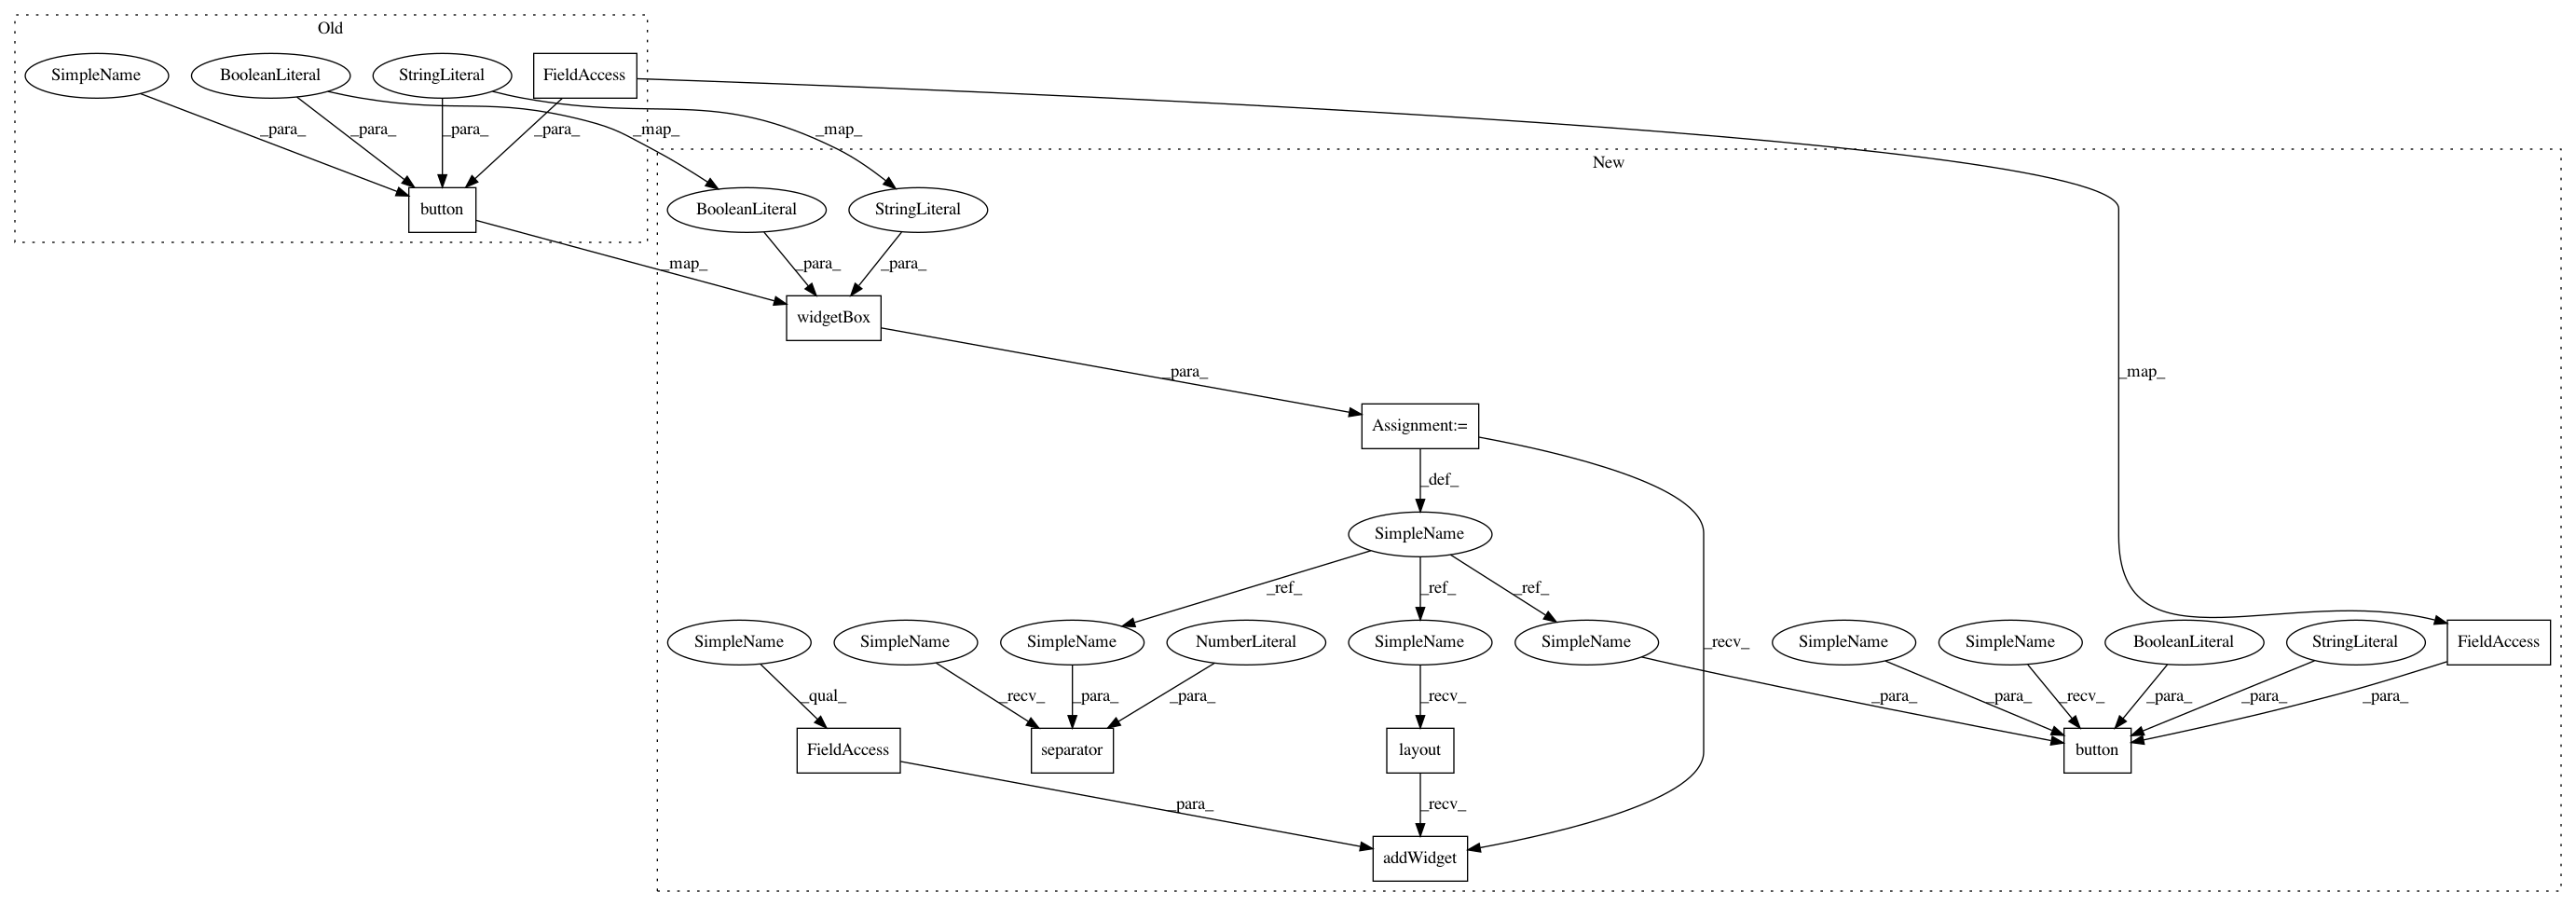 Old
SimpleName
BooleanLiteral
StringLiteral
FieldAccess
_para_
_para_
_para_
_para_
_map_
_map_
button
New
BooleanLiteral
StringLiteral
_map_
_para_
_para_
widgetBox
_para_
_map_
Assignment:=
_def_
SimpleName
_ref_
_ref_
_ref_
SimpleName
SimpleName
SimpleName
NumberLiteral
SimpleName
SimpleName
_recv_
SimpleName
SimpleName
BooleanLiteral
StringLiteral
FieldAccess
_qual_
_recv_
_para_
_para_
_recv_
_para_
_para_
_recv_
_para_
_para_
_para_
FieldAccess
separator
layout
button
_para_
_recv_
addWidget